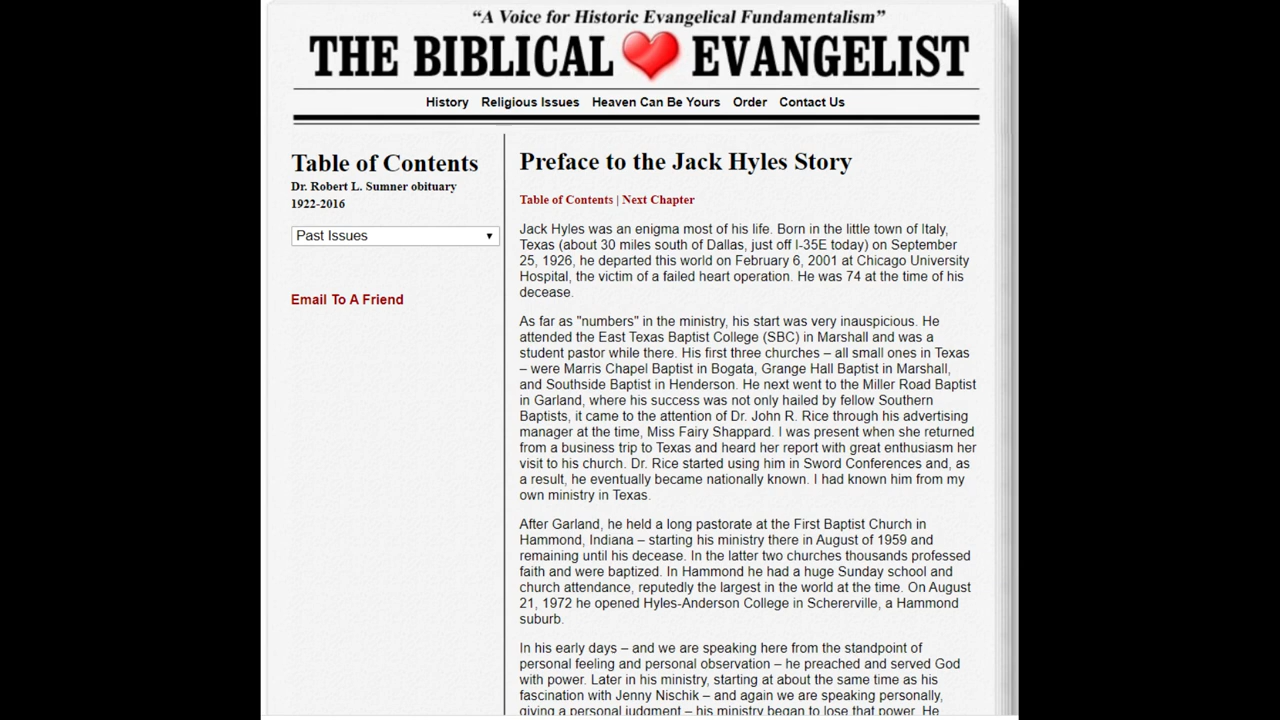 “A Voice for Historic Evangelical Fundamentalism”
THE BIBLICAL EVANGELIST
History Religious Issues Heaven Can Be Yours Order Contact Us
Table of Contents
Dr. Robert L. Sumner obituary
1922-2016
Past Issues
Email To A Friend
Preface to the Jack Hyles Story
Table of Contents | Next Chapter
Jack Hyles was an enigma most of his life. Born in the little town of Italy,
Texas (about 30 miles south of Dallas, just off I-35E today) on September
25, 1926, he departed this world on February 6, 2001 at Chicago University
Hospital, the victim of a failed heart operation. He was 74 at the time of his
decease.
As far as "numbers" in the ministry, his start was very inauspicious. He
attended the East Texas Baptist College (SBC) in Marshall and was a
student pastor while there. His first three churches – all small ones in Texas
– were Marris Chapel Baptist in Bogata, Grange Hall Baptist in Marshall,
and Southside Baptist in Henderson. He next went to the Miller Road Baptist
in Garland, where his success was not only hailed by fellow Southern
Baptists, it came to the attention of Dr. John R. Rice through his advertising
manager at the time, Miss Fairy Shappard. I was present when she returned
from a business trip to Texas and heard her report with great enthusiasm her
visit to his church. Dr. Rice started using him in Sword Conferences and, as
a result, he eventually became nationally known. I had known him from my
own ministry in Texas.
After Garland, he held a long pastorate at the First Baptist Church in
Hammond, Indiana – starting his ministry there in August of 1959 and
remaining until his decease. In the latter two churches thousands professed
faith and were baptized. In Hammond he had a huge Sunday school and
church attendance, reputedly the largest in the world at the time. On August
21, 1972 he opened Hyles-Anderson College in Schererville, a Hammond
suburb.
In his early days – and we are speaking here from the standpoint of
personal feeling and personal observation – he preached and served God
with power. Later in his ministry, starting at about the same time as his
fascination with Jenny Nischik – and again we are speaking personally,
giving a personal judgment – his ministry began to lose that power. He